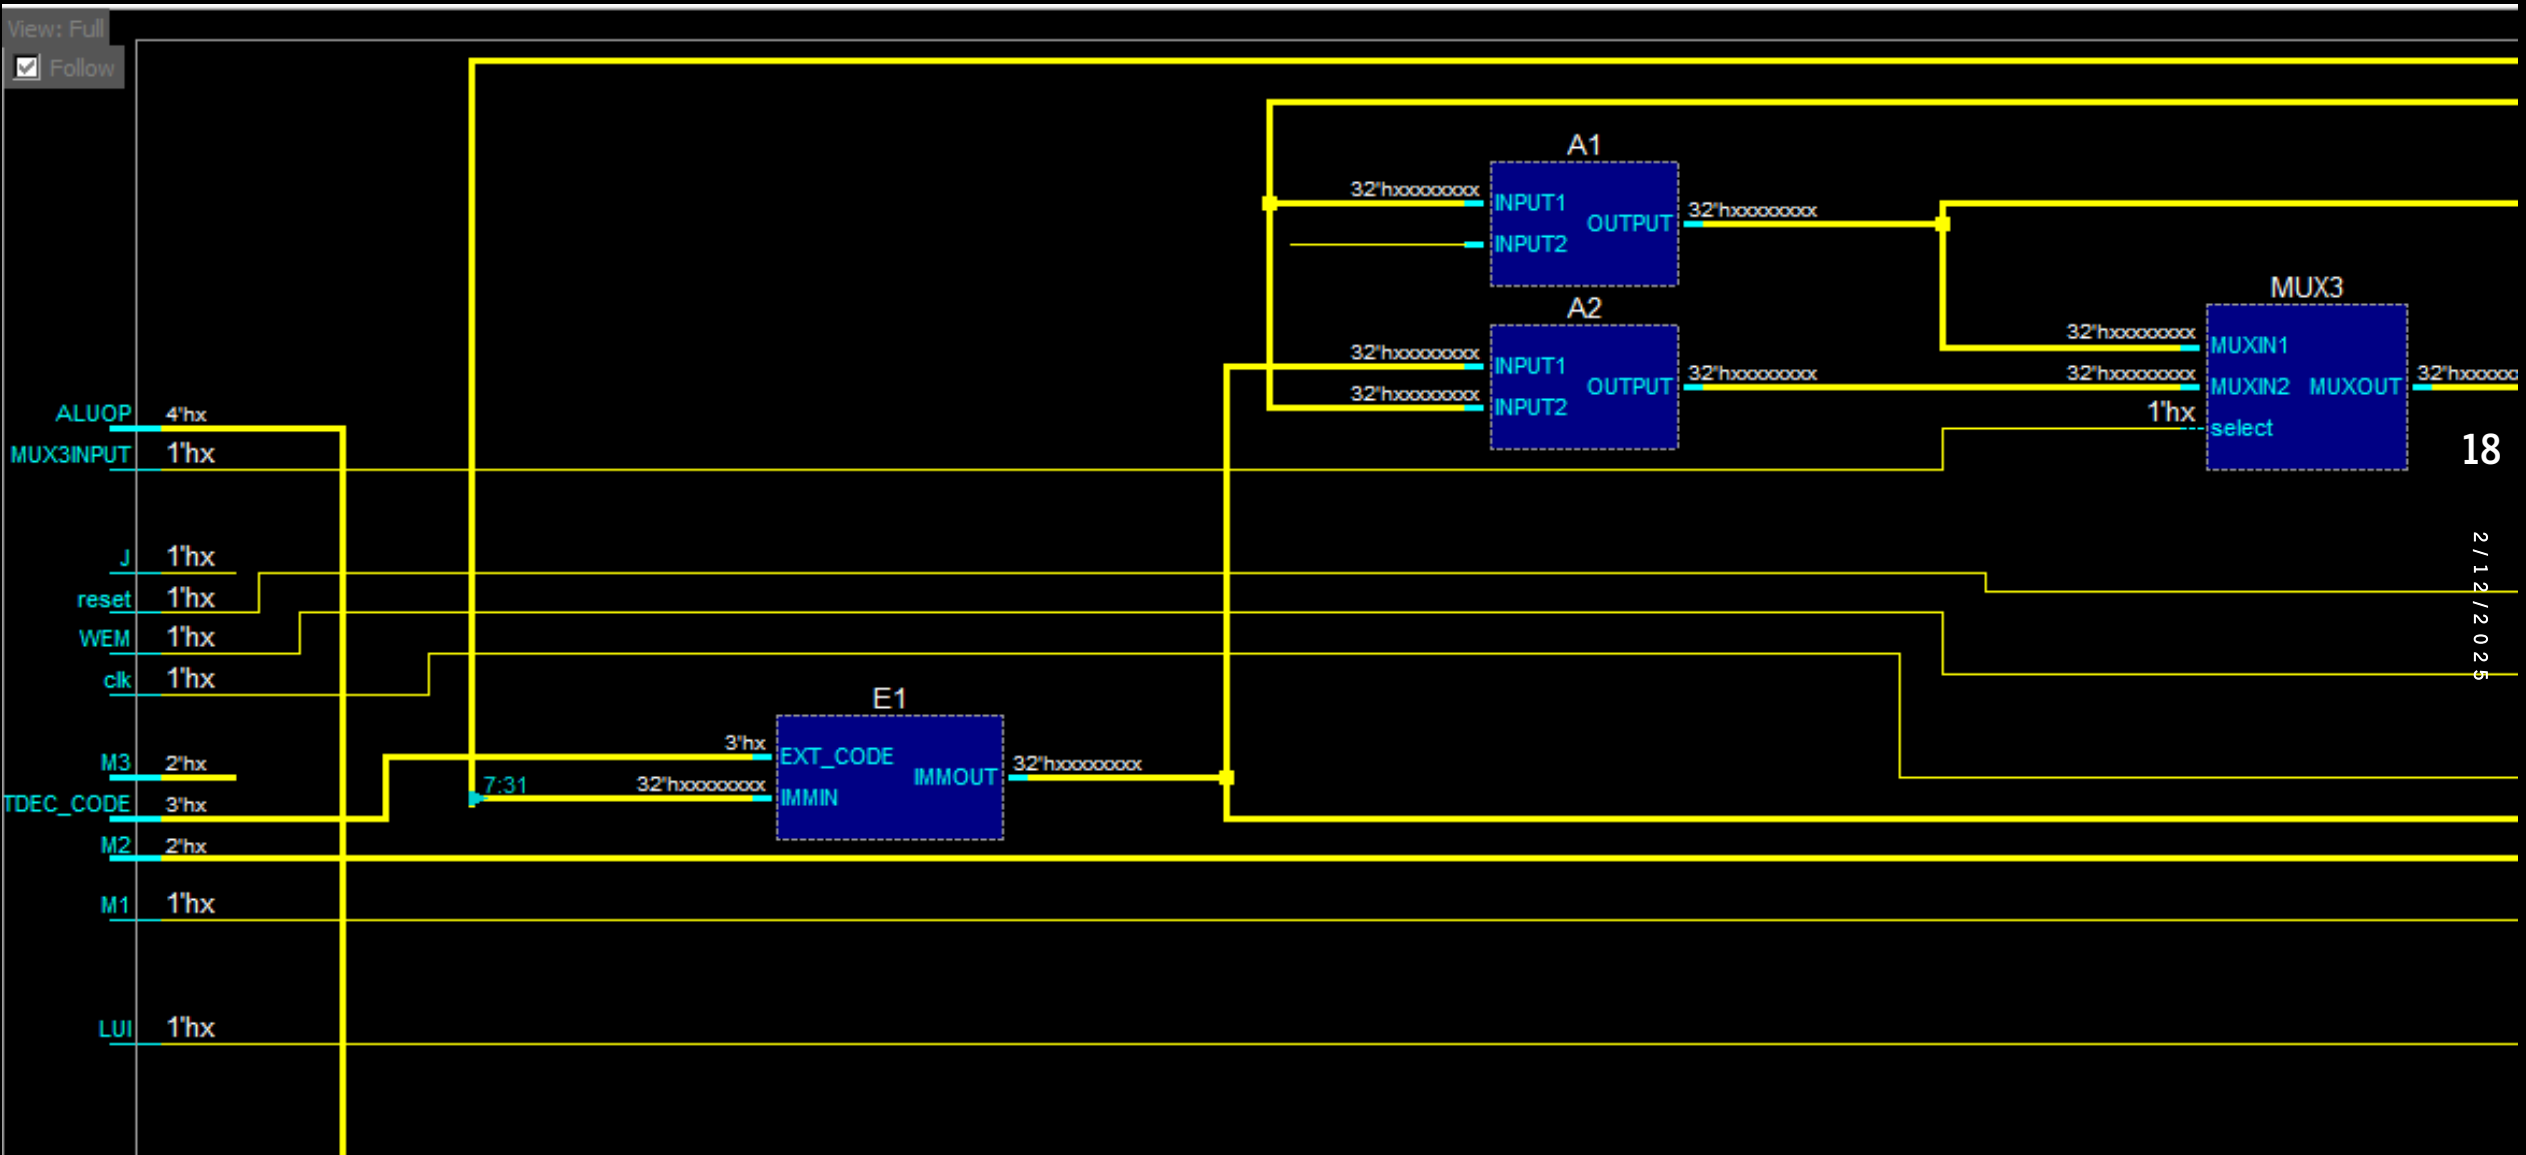 View: Full
Follow
A1
32'hxxxxxxxx
INPUT1
32'hxxxxxxxx
OUTPUT
INPUT2
A2
MUX3
32'hxxxxxxxx
INPUT1
32'hxxxxxxxx
OUTPUT
32'hxxxxxxxx
INPUT2
32'hxxxxxxxx
MUXIN1
32'hxxxxxxxx
MUXIN2
MUXOUT
32'hxxxxx
1'hx
select
ALUOP 4'hx
MUX3INPUT 1'hx
18
J 1'hx
reset 1'hx
WEM 1'hx
clk 1'hx
2/12/2025
E1
3'hx
EXT_CODE
7:31
32'hxxxxxxxx
IMMIN
IMMOUT
32'hxxxxxxxx
M3 2'hx
TDEC_CODE 3'hx
M2 2'hx
M1 1'hx
LUI 1'hx